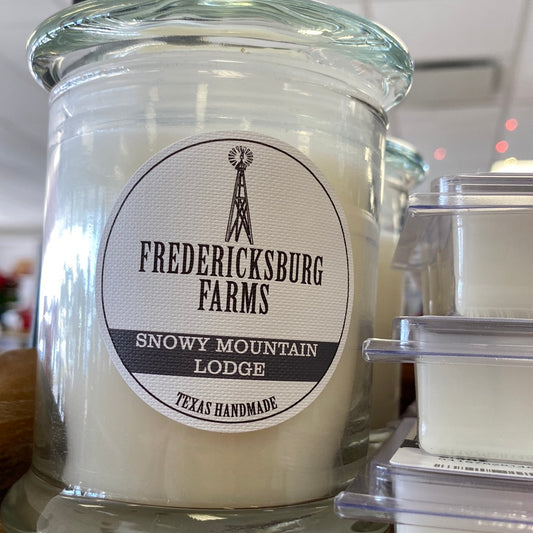 FREDERICKSBURG
FARMS
SNOWY MOUNTAIN
LODGE
TEXAS HANDMADE